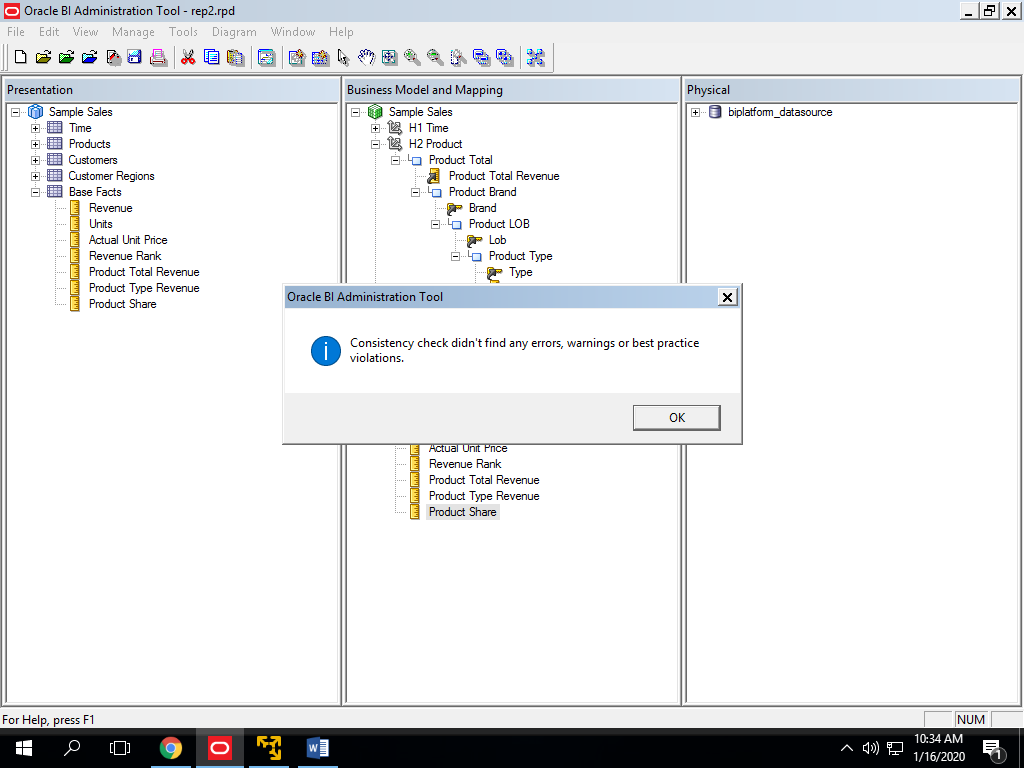 Oracle BI Administration Tool - rep2.rpd
File Edit View Manage Tools Diagram Window Help
Presentation
Sample Sales
Time
Products
Customers
Customer Regions
Base Facts
Revenue
Units
Actual Unit Price
Revenue Rank
Product Total Revenue
Product Type Revenue
Product Share
Business Model and Mapping
Sample Sales
H1 Time
H2 Product
Product Total
Product Total Revenue
Product Brand
Brand
Product LOB
Lob
Product Type
Type
Actual Unit Price
Revenue Rank
Product Total Revenue
Product Type Revenue
Product Share
Physical
biplatform_datasource
Oracle BI Administration Tool
Consistency check didn't find any errors, warnings or best practice
violations.
OK
For Help, press F1
NUM
10:34 AM
1/16/2020
1